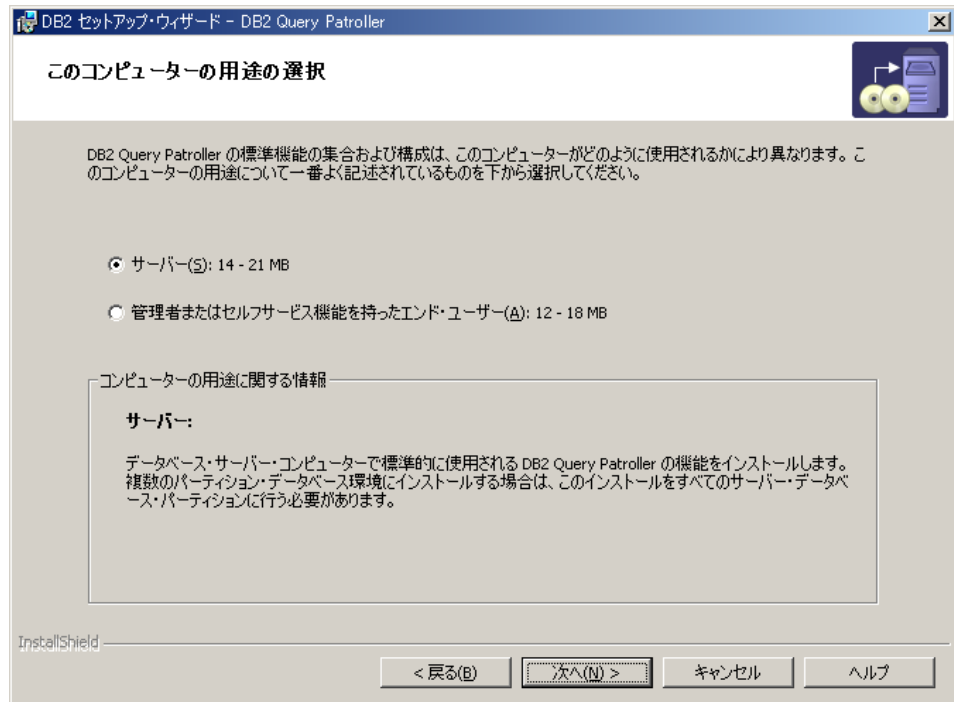 DB2 セットアップ・ウィザード - DB2 Query Patroller
このコンピューターの用途の選択
DB2 Query Patroller の標準機能の集合および構成は、このコンピューターがどのように使用されるかにより異なります。こ
のコンピューターの用途について一番よく記述されているものを下から選択してください。
サーバー(S): 14 - 21 MB
管理者またはセルフサービス機能を持ったエンド・ユーザー(A): 12 - 18 MB
コンピューターの用途に関する情報
サーバー:
データベース・サーバー・コンピューターで標準的に使用される DB2 Query Patroller の機能をインストールします。
複数のパーティション・データベース環境にインストールする場合は、このインストールをすべてのサーバー・データベ
ース・パーティションに行う必要があります。
InstallShield
< 戻る(B) 次へ(N) > キャンセル ヘルプ